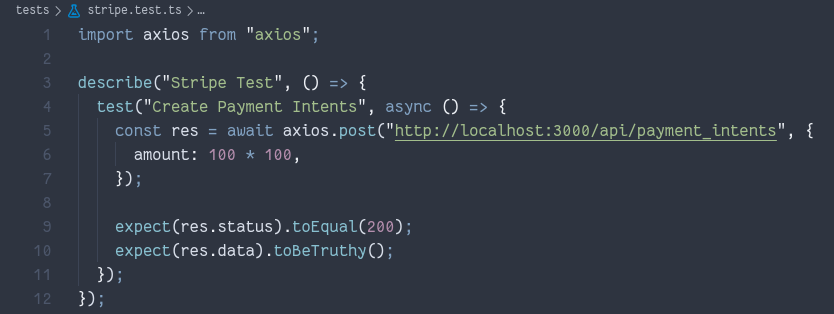 tests > stripe.test.ts > ...
1 import axios from "axios";
2
3 describe("Stripe Test", () => {
4   test("Create Payment Intents", async () => {
5     const res = await axios.post("http://localhost:3000/api/payment_intents", {
6       amount: 100 * 100,
7     });
8
9     expect(res.status).toEqual(200);
10     expect(res.data).toBeTruthy();
11   });
12 });